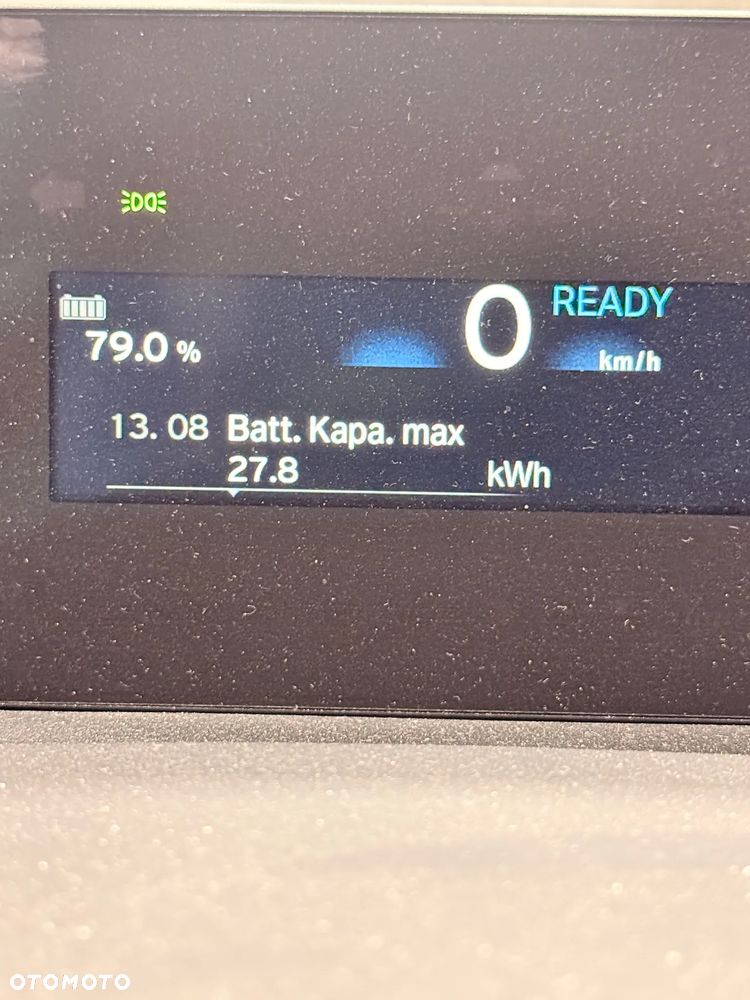 0 READY
79.0 % km/h
13. 08 Batt. Kapa. max
27.8 kWh
OTOMOTO